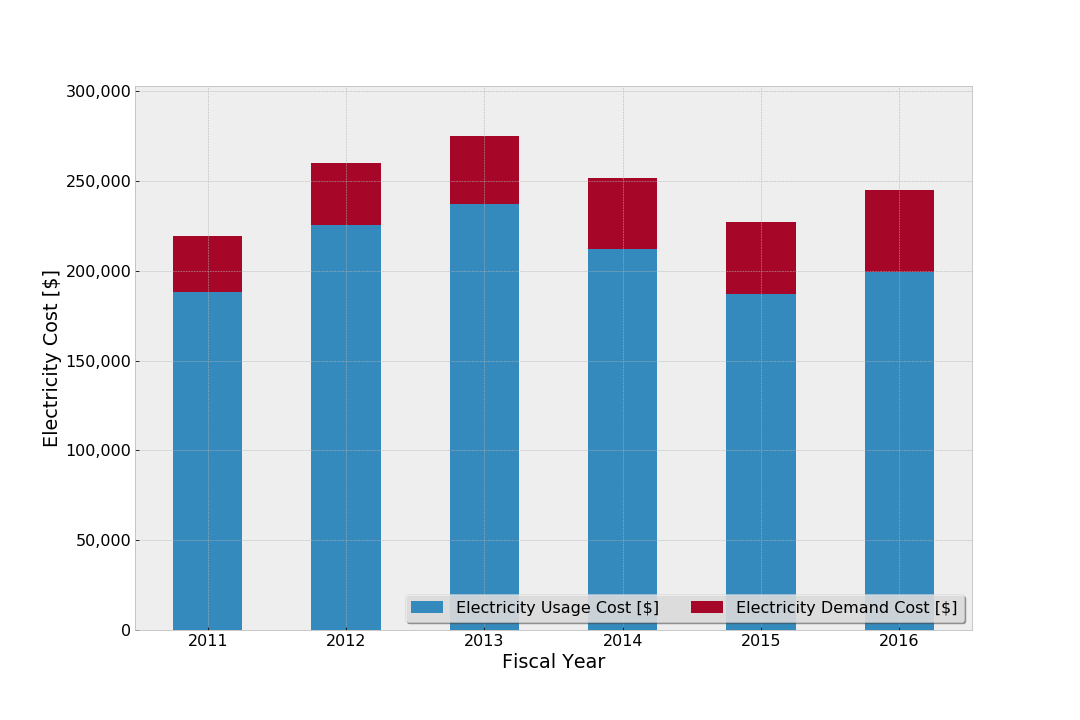 300,000
250,000
200,000
150,000
100,000
50,000
0
Electricity Cost [$]
Electricity Usage Cost [$] Electricity Demand Cost [$]
2011 2012 2013 2014 2015 2016
Fiscal Year